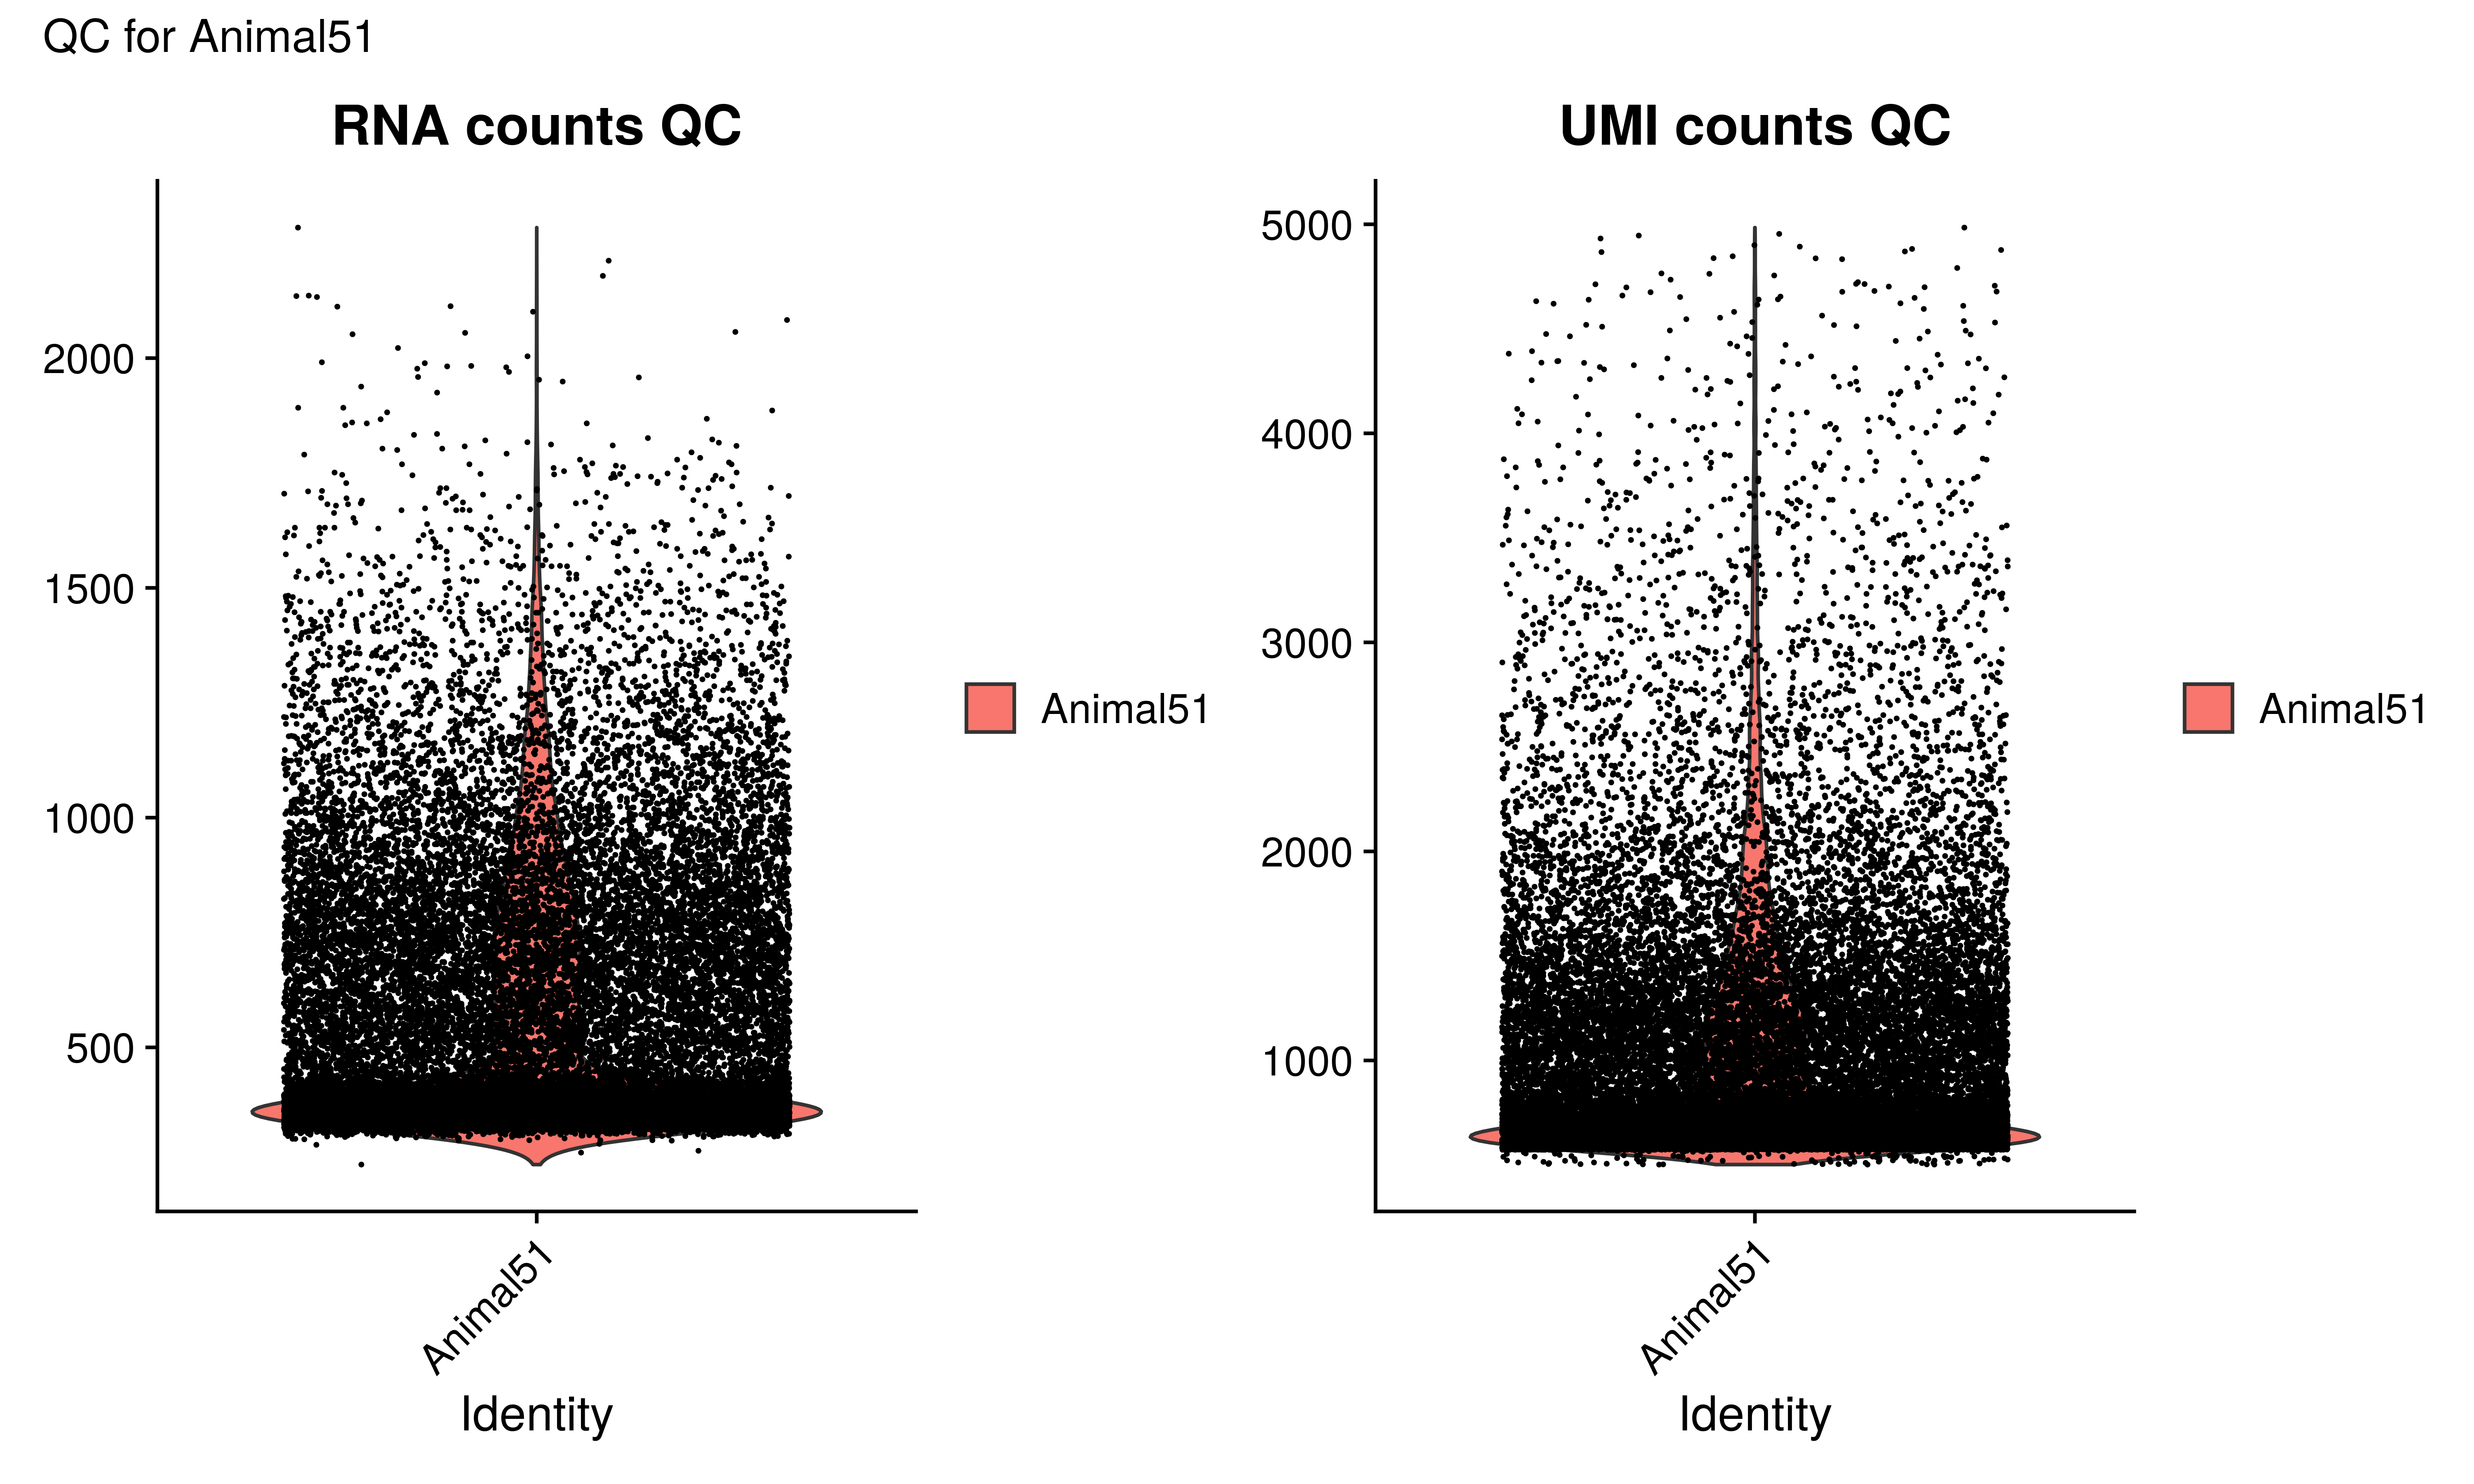 QC for Animal51
RNA counts QC
2000
1500
1000
500
Animal51
Identity
Animal51
UMI counts QC
5000
4000
3000
2000
1000
Animal51
Identity
Animal51